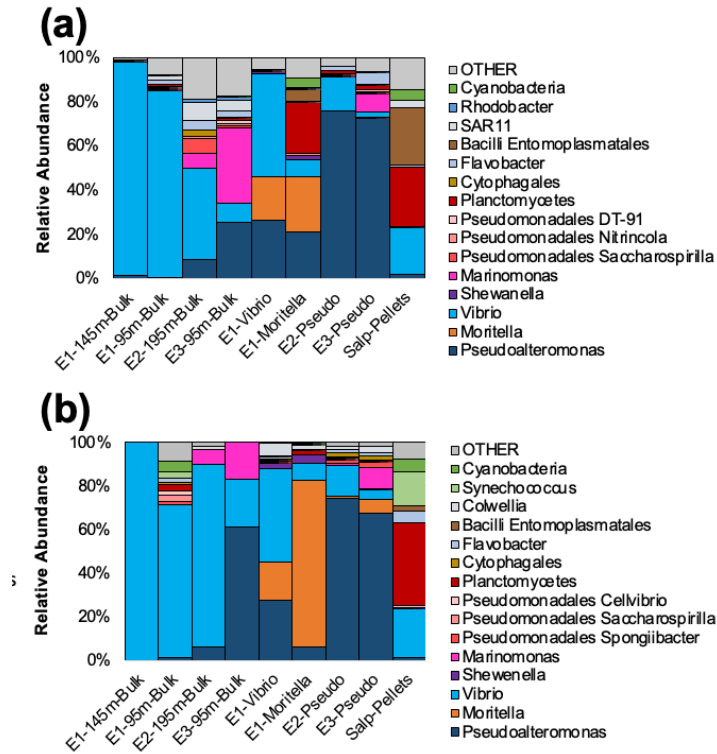 (a)
100%
80%
60%
40%
20%
0%
Relative Abundance
E1-145m-Bulk
E1-95m-Bulk
E2-195m-Bulk
E3-95m-Bulk
E1-Vibrio
E1-Moritella
E2-Pseudo
E3-Pseudo
Salp-Pellets
OTHER
Cyanobacteria
Rhodobacter
SAR11
Bacilli Entomoplasmatales
Flavobacter
Cytophagales
Planctomycetes
Pseudomonadales DT-91
Pseudomonadales Nitrincola
Pseudomonadales Saccharospirilla
Marinomonas
Shewanella
Vibrio
Moritella
Pseudoalteromonas
(b)
100%
80%
60%
40%
20%
0%
s
Relative Abundance
E1-145m-Bulk
E1-95m-Bulk
E2-195m-Bulk
E3-95m-Bulk
E1-Vibrio
E1-Moritella
E2-Pseudo
E3-Pseudo
Salp-Pellets
OTHER
Cyanobacteria
Synechococcus
Colwellia
Bacilli Entomoplasmatales
Flavobacter
Cytophagales
Planctomycetes
Pseudomonadales Cellvibrio
Pseudomonadales Saccharospirilla
Pseudomonadales Spongiibacter
Marinomonas
Shewenella
Vibrio
Moritella
Pseudoalteromonas